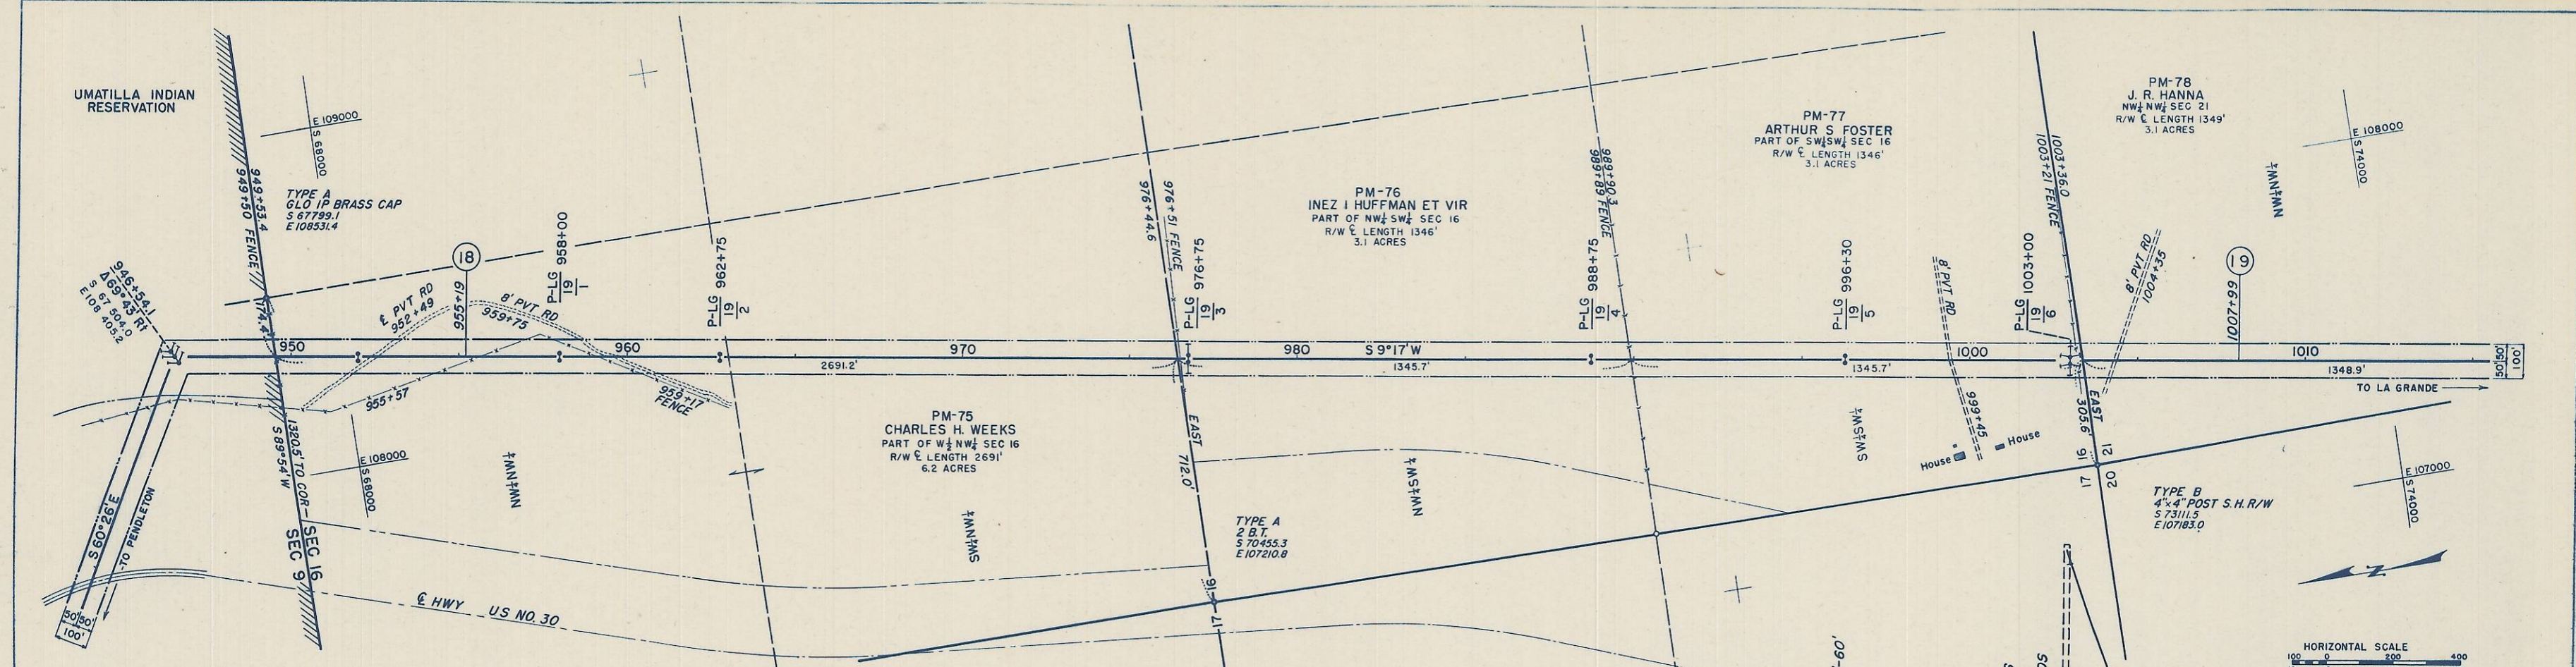 UMATILLA INDIAN
RESERVATION
E 109000
S 68000
949+53.4
949+50 FENCE
TYPE A
GLO IP BRASS CAP
S 67799.1
E 108531.4
946+54.1
Δ69°43' Rt
S 67 504.0
E 108 405.2
174.4'
950
℄ PVT RD
952+49
18
955+19
8' PVT RD
959+75
P-LG 958+00
19
1
960
P-LG 962+75
19
2
955+57
959+17
FENCE
970
2691.2'
976+44.6
976+51 FENCE
P-LG 976+75
19
3
PM-76
INEZ I HUFFMAN ET VIR
PART OF NW¼ SW¼ SEC 16
R/W ℄ LENGTH 1346'
3.1 ACRES
980
S 9°17' W
1345.7'
989+90.3
989+89 FENCE
P-LG 988+75
19
4
PM-77
ARTHUR S FOSTER
PART OF SW¼SW¼ SEC 16
R/W ℄ LENGTH 1346'
3.1 ACRES
P-LG 996+30
19
5
1345.7'
8' PVT RD
999+45
1000
P-LG 1003+00
19
6
1003+36.0
1003+21 FENCE
PM-78
J. R. HANNA
NW¼ NW¼ SEC 21
R/W ℄ LENGTH 1349'
3.1 ACRES
8' PVT RD
1004+35
NW¼NW¼
19
1007+99
E 108000
S 74000
1010
1348.9'
50' 50'
100'
TO LA GRANDE
1320.5' TO COR
S 89°54' W
SEC 16
SEC 9
E 108000
S 68000
NW¼NW¼
PM-75
CHARLES H. WEEKS
PART OF W½ NW¼ SEC 16
R/W ℄ LENGTH 2691'
6.2 ACRES
SW¼NW¼
EAST
712.0'
TYPE A
2 B.T.
S 70455.3
E 107210.8
16
17
NW¼SW¼
SW¼SW¼
House
House
EAST
305.6'
16 21
17 20
TYPE B
4"x4" POST S.H. R/W
S 73111.5
E 107183.0
E 107000
S 74000
S 60°26' E
TO PENDLETON
50' 50'
100'
℄ HWY US NO. 30
N
HORIZONTAL SCALE
100 0 200 400